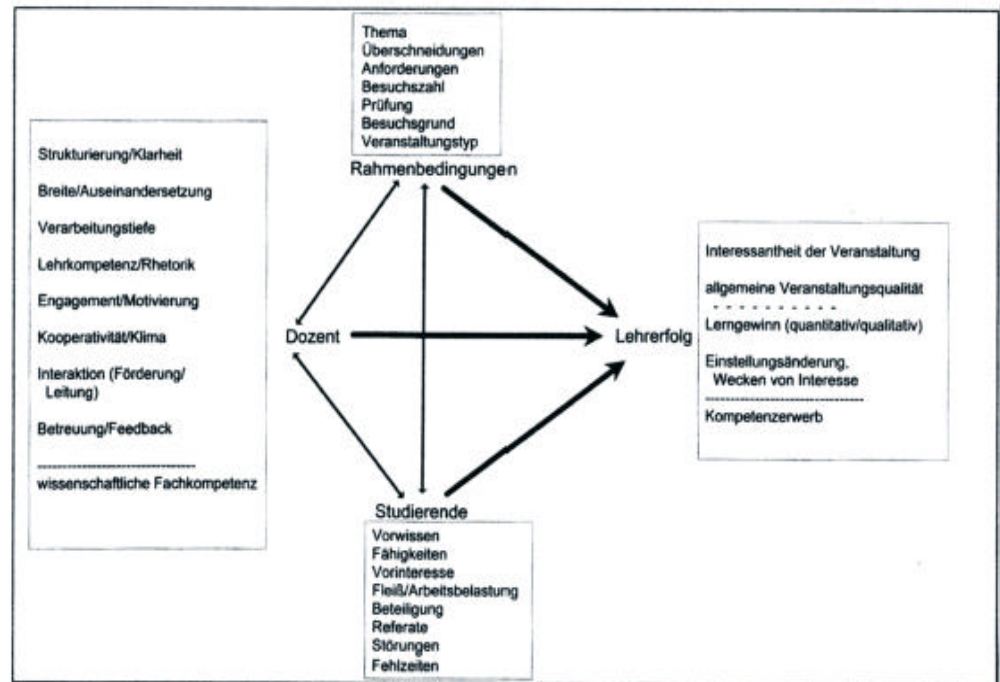 Thema
Überschneidungen
Anforderungen
Besuchszahl
Prüfung
Besuchsgrund
Veranstaltungstyp
Rahmenbedingungen
Strukturierung/Klarheit
Breite/Auseinandersetzung
Verarbeitungstiefe
Lehrkompetenz/Rhetorik
Engagement/Motivierung
Kooperativität/Klima
Interaktion (Förderung/
Leitung)
Betreuung/Feedback
wissenschaftliche Fachkompetenz
Dozent
Lehrerfolg
Interessantheit der Veranstaltung
allgemeine Veranstaltungsqualität
Lerngewinn (quantitativ/qualitativ)
Einstellungsänderung,
Wecken von Interesse
Kompetenzerwerb
Studierende
Vorwissen
Fähigkeiten
Vorinteresse
Fleiß/Arbeitsbelastung
Beteiligung
Referate
Störungen
Fehlzeiten